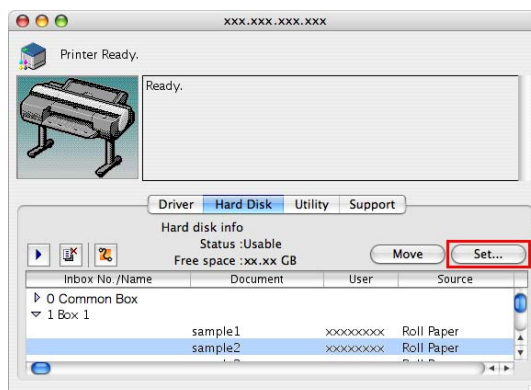 xxx.xxx.xxx.xxx
Printer Ready.
Ready.
Driver Hard Disk Utility Support
Hard disk info
Status :Usable
Free space :xx.xx GB
Move Set...
Inbox No./Name Document User Source
0 Common Box
1 Box 1
sample1 xxxxxxxx Roll Paper
sample2 xxxxxxxx Roll Paper